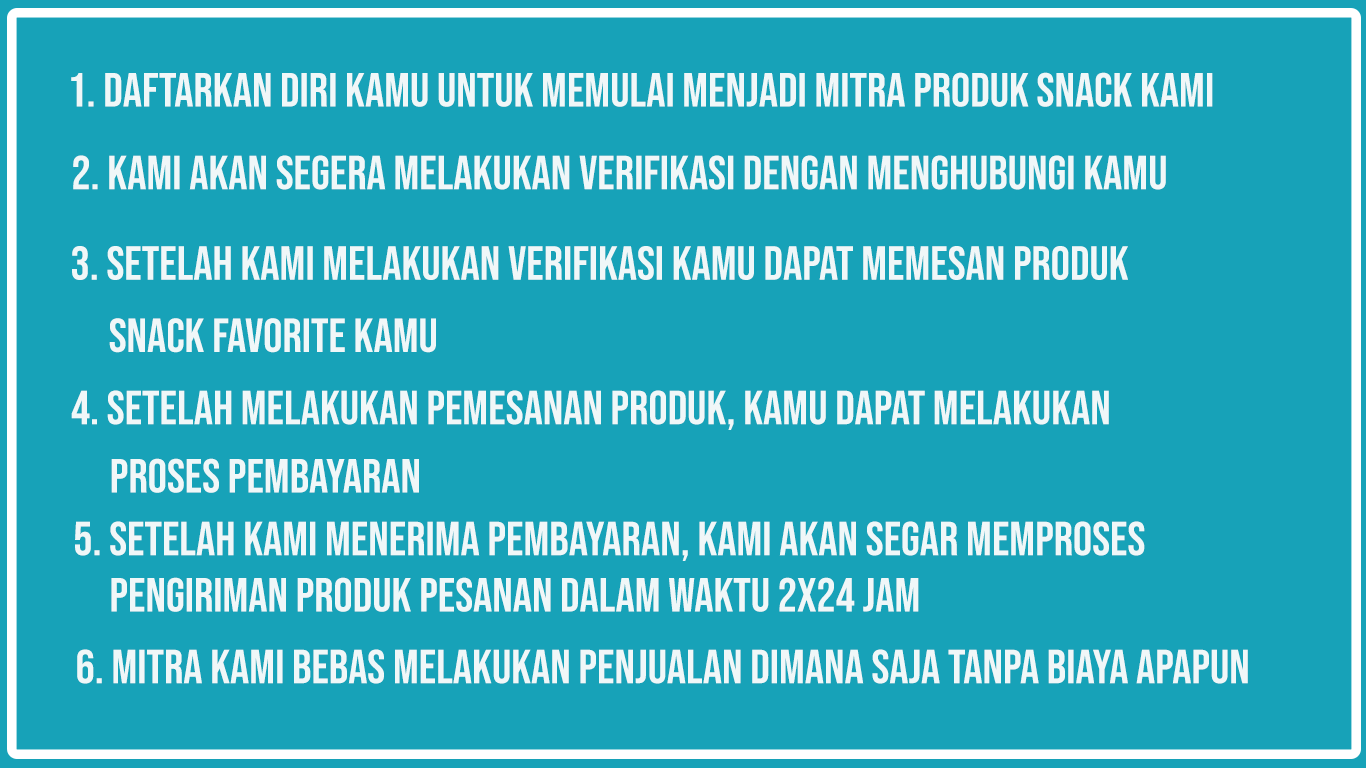 1. DAFTARKAN DIRI KAMU UNTUK MEMULAI MENJADI MITRA PRODUK SNACK KAMI
2. KAMI AKAN SEGERA MELAKUKAN VERIFIKASI DENGAN MENGHUBUNGI KAMU
3. SETELAH KAMI MELAKUKAN VERIFIKASI KAMU DAPAT MEMESAN PRODUK
SNACK FAVORITE KAMU
4. SETELAH MELAKUKAN PEMESANAN PRODUK, KAMU DAPAT MELAKUKAN
PROSES PEMBAYARAN
5. SETELAH KAMI MENERIMA PEMBAYARAN, KAMI AKAN SEGAR MEMPROSES
PENGIRIMAN PRODUK PESANAN DALAM WAKTU 2X24 JAM
6. MITRA KAMI BEBAS MELAKUKAN PENJUALAN DIMANA SAJA TANPA BIAYA APAPUN